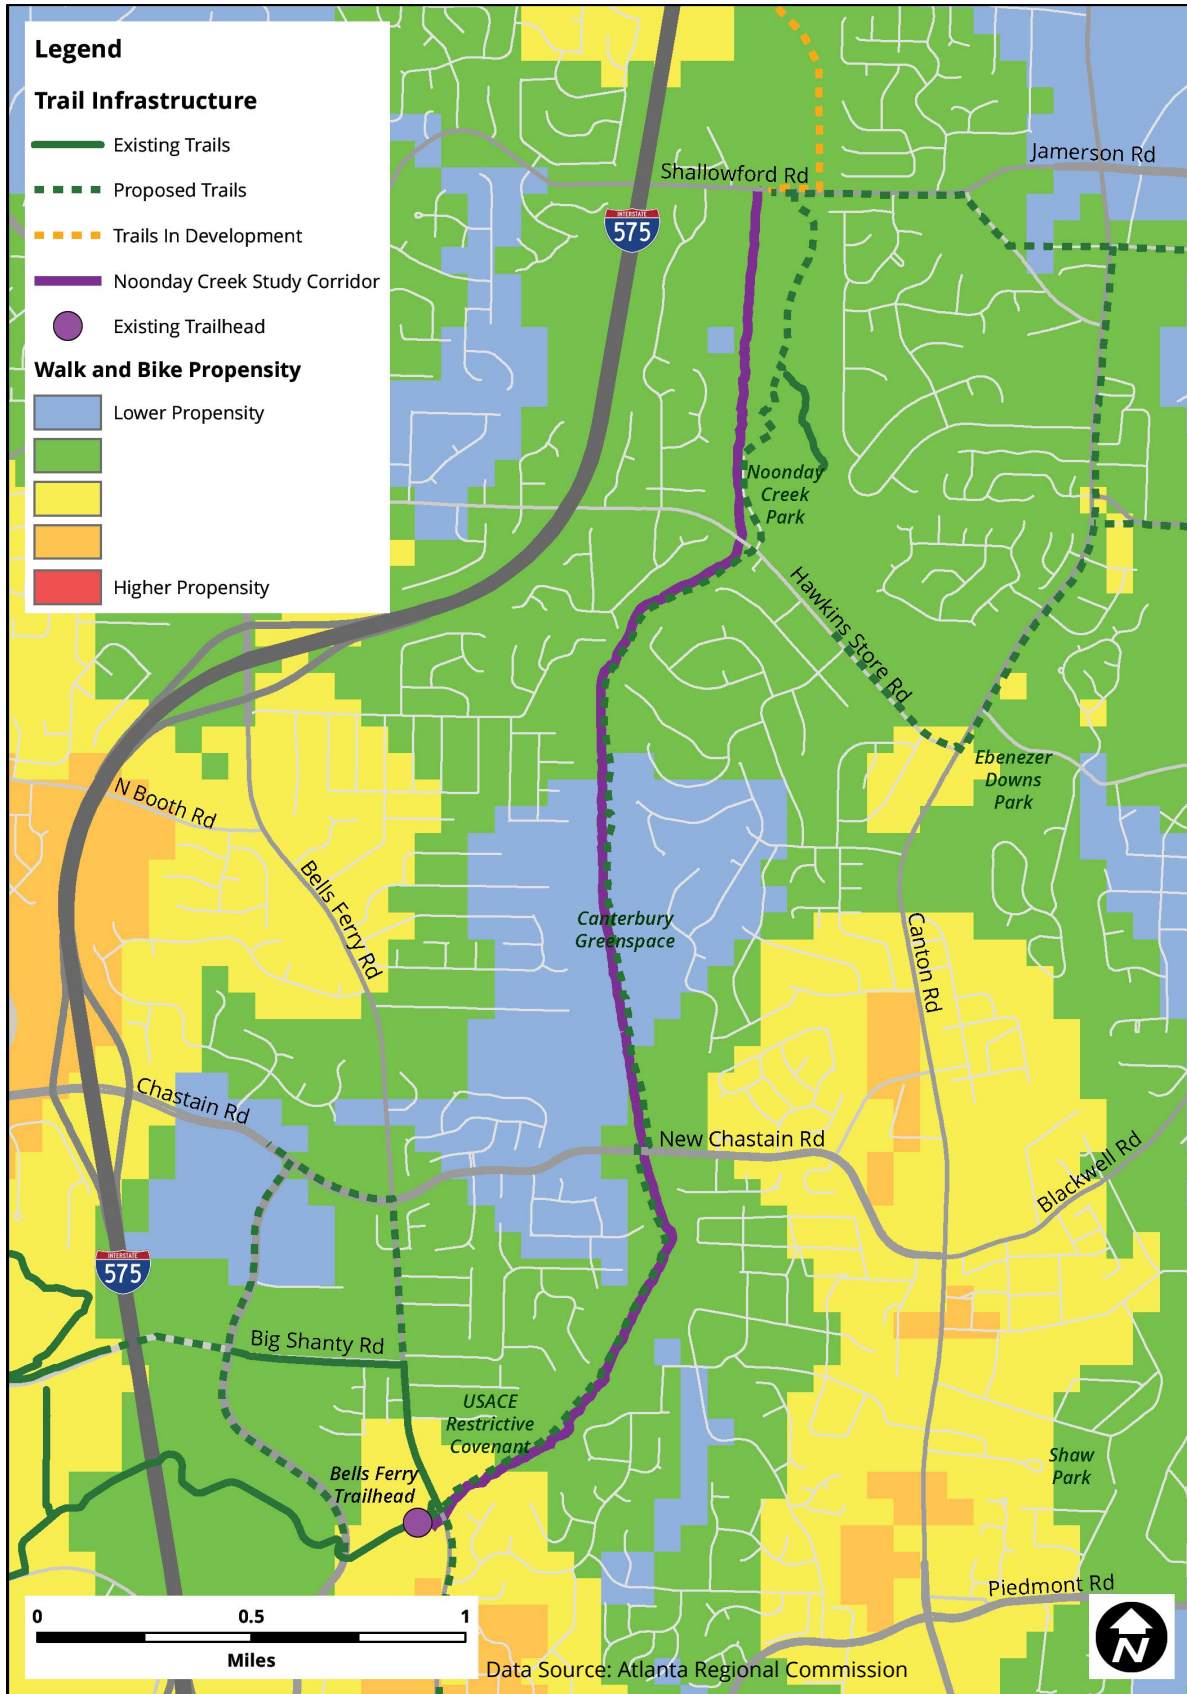 Legend
Trail Infrastructure
Existing Trails
Proposed Trails
Trails In Development
Noonday Creek Study Corridor
Existing Trailhead
Walk and Bike Propensity
Lower Propensity
Higher Propensity
Shallowford Rd
Jamerson Rd
INTERSTATE
575
Noonday
Creek
Park
Hawkins Store Rd
Ebenezer
Downs
Park
N Booth Rd
Bells Ferry Rd
Canterbury
Greenspace
Canton Rd
Chastain Rd
New Chastain Rd
Blackwell Rd
INTERSTATE
575
Big Shanty Rd
USACE
Restrictive
Covenant
Bells Ferry
Trailhead
Shaw
Park
Piedmont Rd
0 0.5 1
Miles
N
Data Source: Atlanta Regional Commission